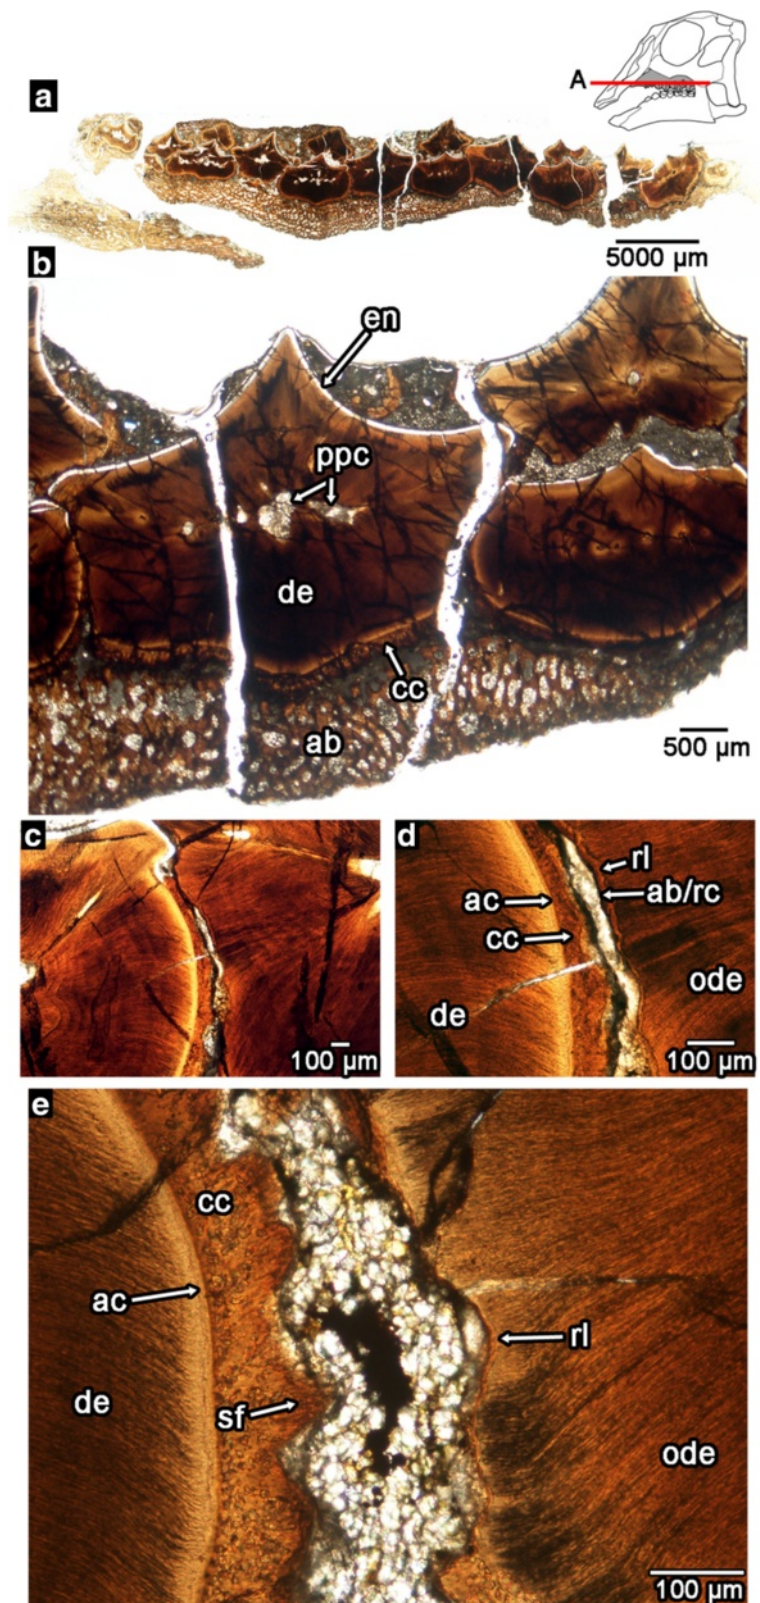 A
a
5000 µm
b
en
ppc
de
cc
ab
500 µm
c
100 µm
d
rl
ac
ab/rc
cc
ode
de
100 µm
e
cc
ac
rl
de
sf
ode
100 µm